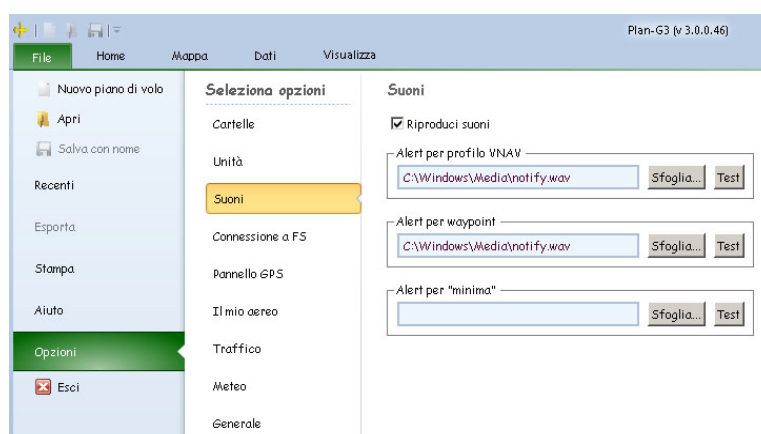 Plan-G3 (v 3.0.0.46)
File Home Mappa Dati Visualizza
Nuovo piano di volo
Apri
Salva con nome
Recenti
Esporta
Stampa
Aiuto
Opzioni
Esci
Seleziona opzioni
Cartelle
Unità
Suoni
Connessione a FS
Pannello GPS
Il mio aereo
Traffico
Meteo
Generale
Suoni
Riproduci suoni
Alert per profilo VNAV
C:\Windows\Media\notify.wav Sfoglia... Test
Alert per waypoint
C:\Windows\Media\notify.wav Sfoglia... Test
Alert per "minima"
Sfoglia... Test